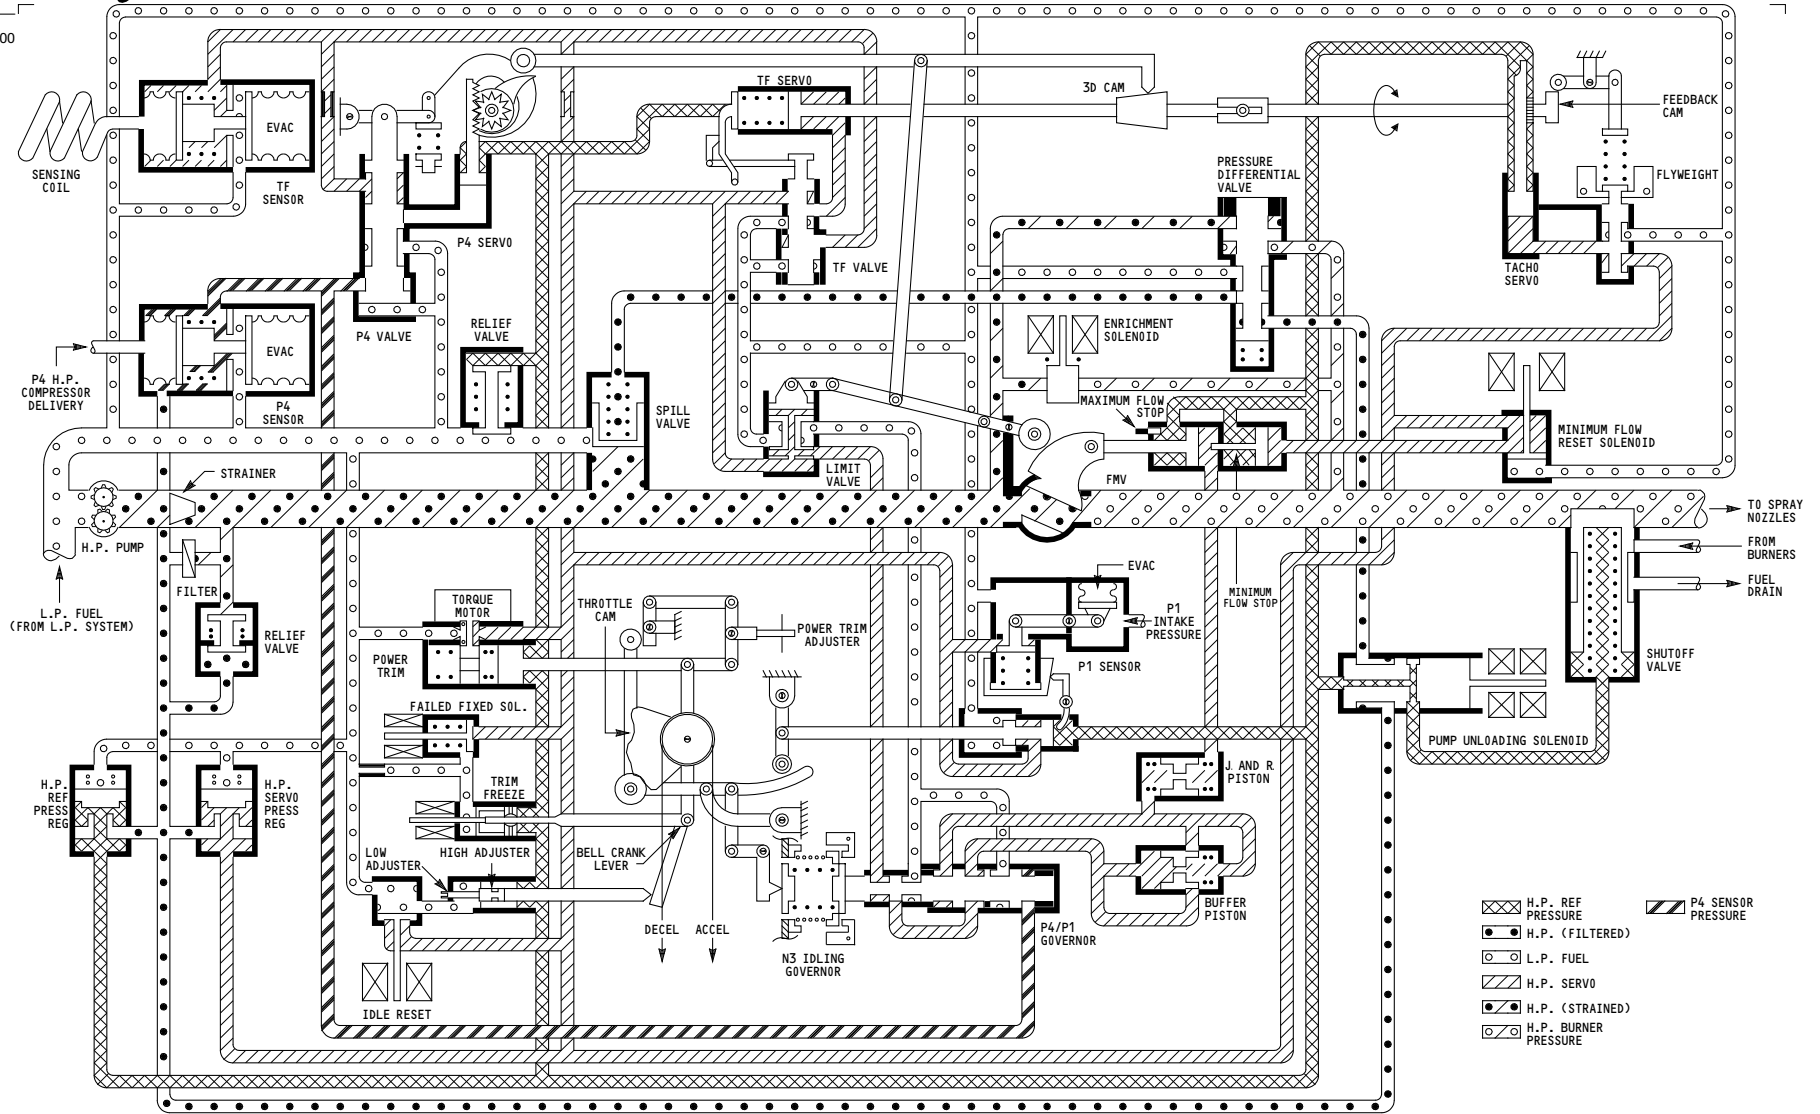 00
SENSING
COIL
EVAC
TF
SENSOR
P4 SERVO
TF SERVO
TF VALVE
3D CAM
PRESSURE
DIFFERENTIAL
VALVE
FEEDBACK
CAM
FLYWEIGHT
TACHO
SERVO
P4 H.P.
COMPRESSOR
DELIVERY
EVAC
P4
SENSOR
P4 VALVE
RELIEF
VALVE
SPILL
VALVE
ENRICHMENT
SOLENOID
MAXIMUM FLOW
STOP
MINIMUM FLOW
RESET SOLENOID
LIMIT
VALVE
FMV
STRAINER
H.P. PUMP
L.P. FUEL
(FROM L.P. SYSTEM)
FILTER
RELIEF
VALVE
TO SPRAY
NOZZLES
FROM
BURNERS
FUEL
DRAIN
SHUTOFF
VALVE
TORQUE
MOTOR
POWER
TRIM
THROTTLE
CAM
POWER TRIM
ADJUSTER
EVAC
P1
INTAKE
PRESSURE
P1 SENSOR
MINIMUM
FLOW STOP
FAILED FIXED SOL.
PUMP UNLOADING SOLENOID
H.P.
REF
PRESS
REG
H.P.
SERVO
PRESS
REG
TRIM
FREEZE
J. AND R.
PISTON
LOW
ADJUSTER
HIGH ADJUSTER
BELL CRANK
LEVER
DECEL
ACCEL
N3 IDLING
GOVERNOR
P4/P1
GOVERNOR
BUFFER
PISTON
IDLE RESET
H.P. REF
PRESSURE
H.P. (FILTERED)
L.P. FUEL
H.P. SERVO
H.P. (STRAINED)
H.P. BURNER
PRESSURE
P4 SENSOR
PRESSURE